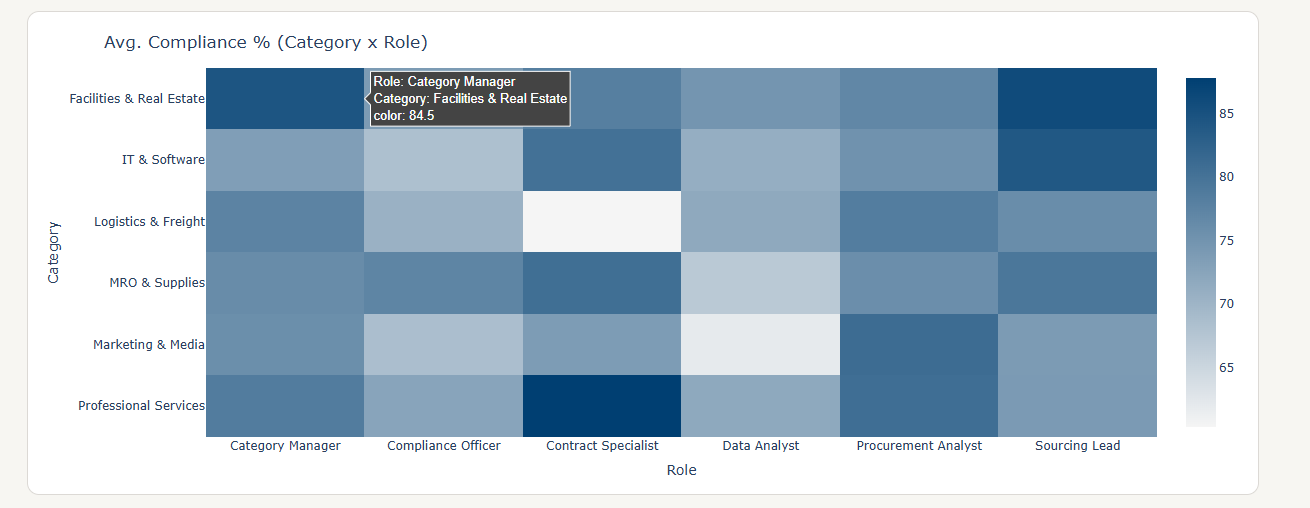 Avg. Compliance % (Category x Role)
Role: Category Manager
Category: Facilities & Real Estate
color: 84.5
Facilities & Real Estate
IT & Software
Logistics & Freight
MRO & Supplies
Marketing & Media
Professional Services
Category
Category Manager
Compliance Officer
Contract Specialist
Data Analyst
Procurement Analyst
Sourcing Lead
Role
85
80
75
70
65